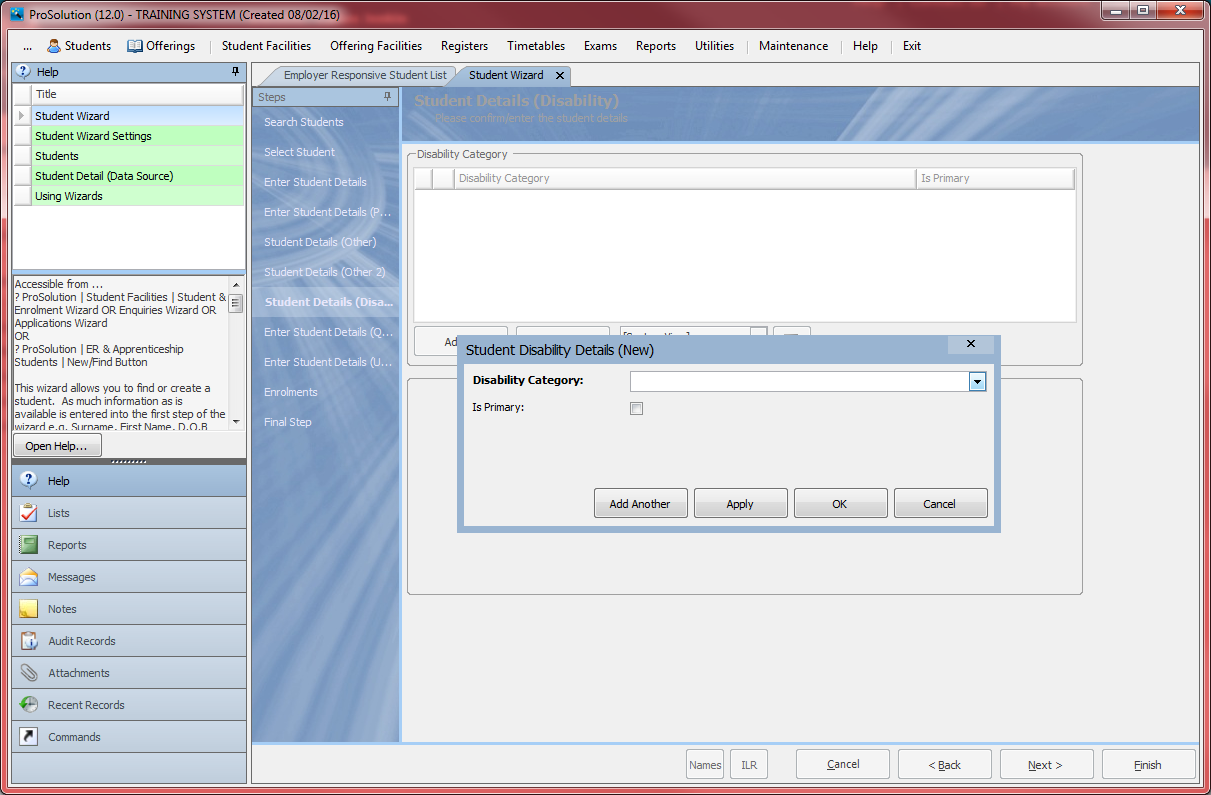 ProSolution (12.0) - TRAINING SYSTEM (Created 08/02/16)
... Students Offerings Student Facilities Offering Facilities Registers Timetables Exams Reports Utilities Maintenance Help Exit
Help
Title
Student Wizard
Student Wizard Settings
Students
Student Detail (Data Source)
Using Wizards
Accessible from ...
? ProSolution | Student Facilities | Student &
Enrolment Wizard OR Enquiries Wizard OR
Applications Wizard
OR
? ProSolution | ER & Apprenticeship
Students | New/Find Button
This wizard allows you to find or create a
student. As much information as is
available is entered into the first step of the
wizard e.g. Surname, First Name, D.O.B
Open Help...
Help
Lists
Reports
Messages
Notes
Audit Records
Attachments
Recent Records
Commands
Employer Responsive Student List
Student Wizard
Steps
Search Students
Select Student
Enter Student Details
Enter Student Details (P...
Student Details (Other)
Student Details (Other 2)
Student Details (Disa...
Enter Student Details (Q...
Enter Student Details (U...
Enrolments
Final Step
Student Details (Disability)
Please confirm/enter the student details
Disability Category
Disability Category Is Primary
Student Disability Details (New)
Disability Category:
Is Primary:
Add Another Apply OK Cancel
Names ILR Cancel < Back Next > Finish